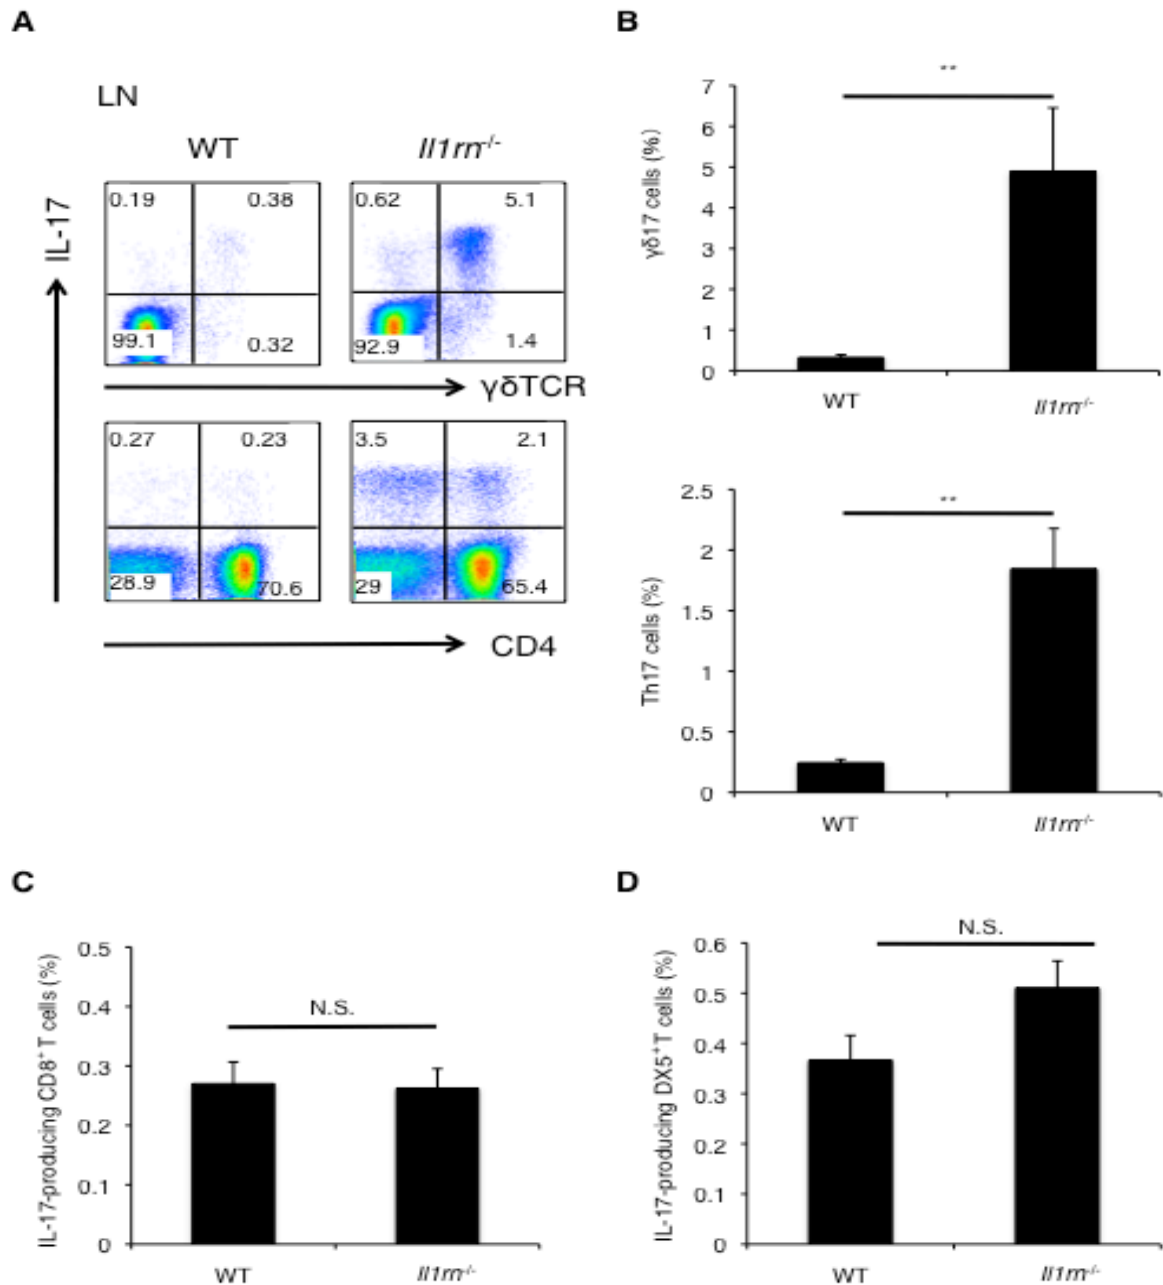 A
LN
WT
Il1rn-/-
IL-17
0.19
0.38
99.1
0.32
0.62
5.1
92.9
1.4
γδTCR
0.27
0.23
28.9
70.6
3.5
2.1
29
65.4
CD4
B
**
γδ17 cells (%)
7
6
5
4
3
2
1
0
WT
Il1rn-/-
**
Th17 cells (%)
2.5
2
1.5
1
0.5
0
WT
Il1rn-/-
C
N.S.
IL-17-producing CD8+ T cells (%)
0.5
0.4
0.3
0.2
0.1
0
WT
Il1rn-/-
D
N.S.
IL-17-producing DX5+T cells (%)
0.6
0.5
0.4
0.3
0.2
0.1
0
WT
Il1rn-/-